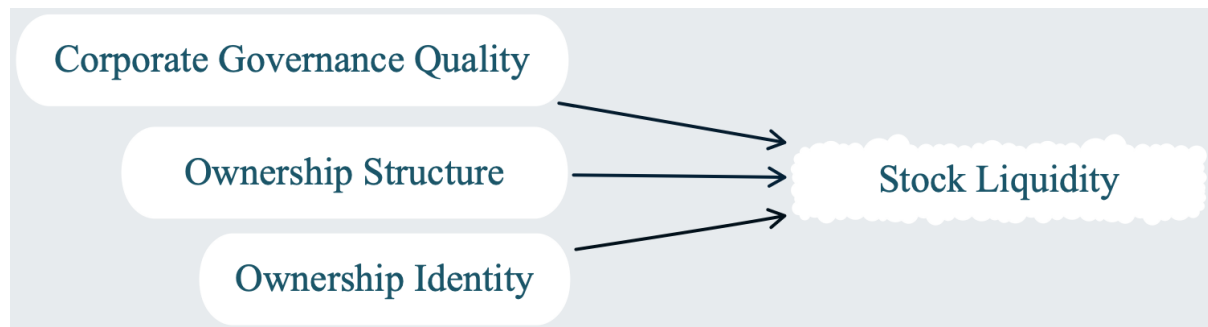 Corporate Governance Quality
Ownership Structure
Stock Liquidity
Ownership Identity